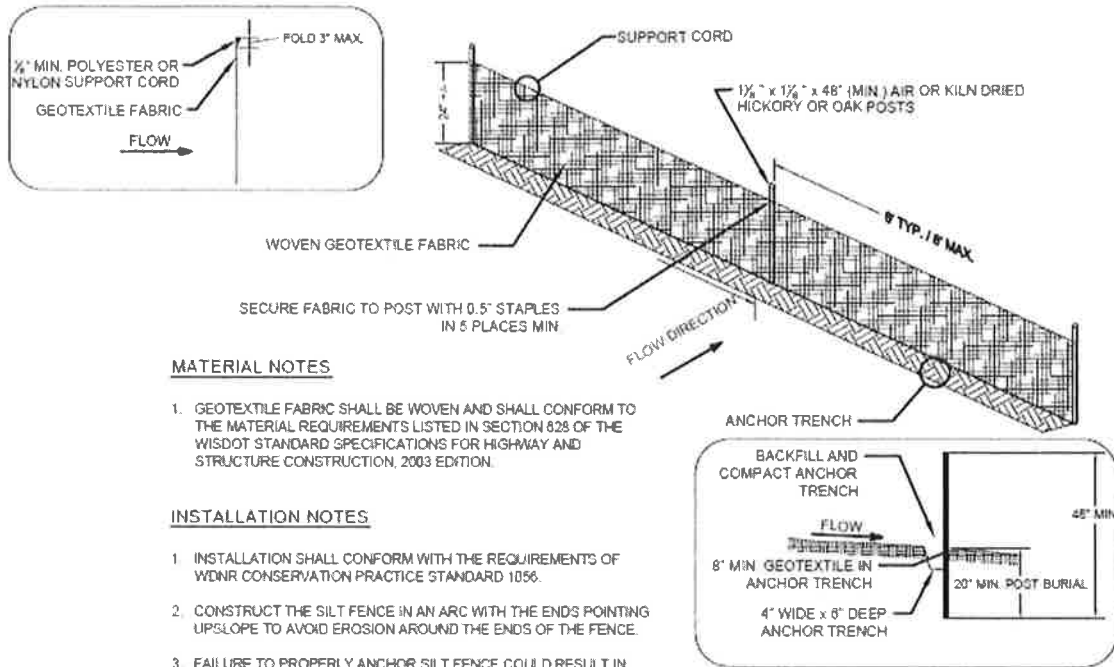 FOLD 3" MAX.
MIN. POLYESTER OR
NYLON SUPPORT CORD
GEOTEXTILE FABRIC
FLOW
SUPPORT CORD
x 48" (MIN.) AIR OR KILN DRIED
HICKORY OR OAK POSTS
24"
TYP. / 8' MAX.
WOVEN GEOTEXTILE FABRIC
SECURE FABRIC TO POST WITH 0.5" STAPLES
IN 5 PLACES MIN.
FLOW DIRECTION
ANCHOR TRENCH
MATERIAL NOTES
1. GEOTEXTILE FABRIC SHALL BE WOVEN AND SHALL CONFORM TO
THE MATERIAL REQUIREMENTS LISTED IN SECTION 628 OF THE
WISDOT STANDARD SPECIFICATIONS FOR HIGHWAY AND
STRUCTURE CONSTRUCTION, 2003 EDITION.
INSTALLATION NOTES
1. INSTALLATION SHALL CONFORM WITH THE REQUIREMENTS OF
WDNR CONSERVATION PRACTICE STANDARD 1056.
2. CONSTRUCT THE SILT FENCE IN AN ARC WITH THE ENDS POINTING
UPSLOPE TO AVOID EROSION AROUND THE ENDS OF THE FENCE.
3. FAILURE TO PROPERLY ANCHOR SILT FENCE COULD RESULT IN
BACKFILL AND
COMPACT ANCHOR
TRENCH
FLOW
8" MIN. GEOTEXTILE IN
ANCHOR TRENCH
4" WIDE x 6" DEEP
ANCHOR TRENCH
20" MIN. POST BURIAL
48" MIN